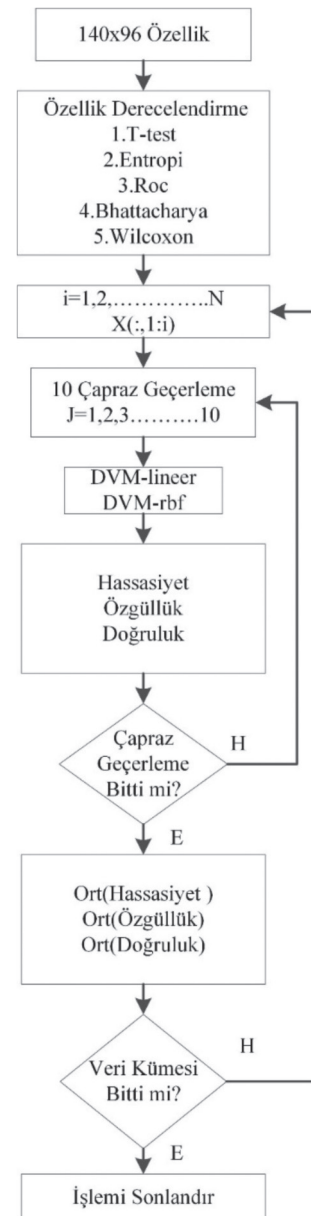 140x96 Özellik
Özellik Derecelendirme
1.T-test
2.Entropi
3.Roc
4.Bhattacharya
5.Wilcoxon
i=1,2,…………..N
X(:,1:i)
10 Çapraz Geçerleme
J=1,2,3……….10
DVM-lineer
DVM-rbf
Hassasiyet
Özgüllük
Doğruluk
Çapraz
Geçerleme
Bitti mi?
H
E
Ort(Hassasiyet )
Ort(Özgüllük)
Ort(Doğruluk)
Veri Kümesi
Bitti mi?
H
E
İşlemi Sonlandır